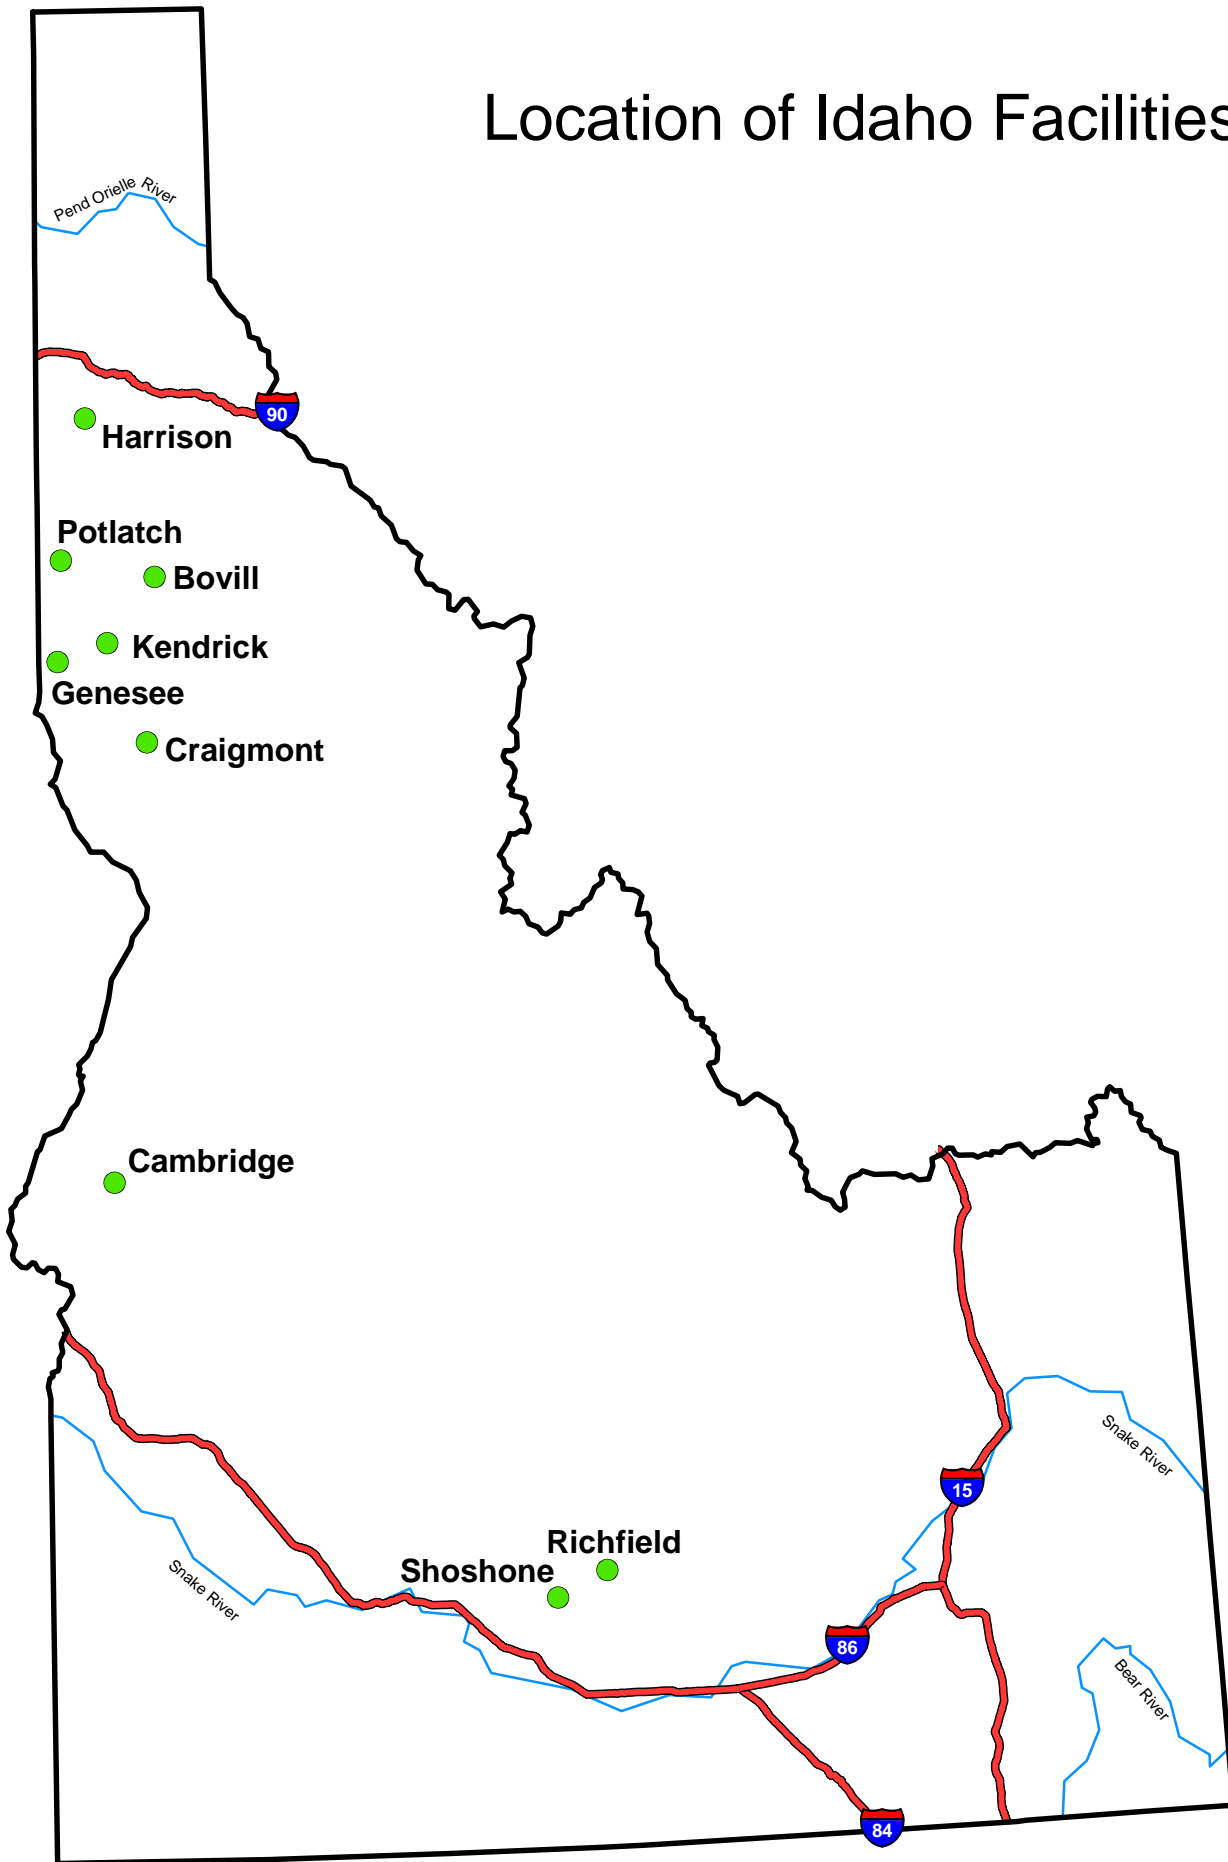 Location of Idaho Facilities
Pend Orielle River
90
Harrison
Potlatch
Bovill
Kendrick
Genesee
Craigmont
Cambridge
Snake River
15
Richfield
Shoshone
Snake River
86
Bear River
84